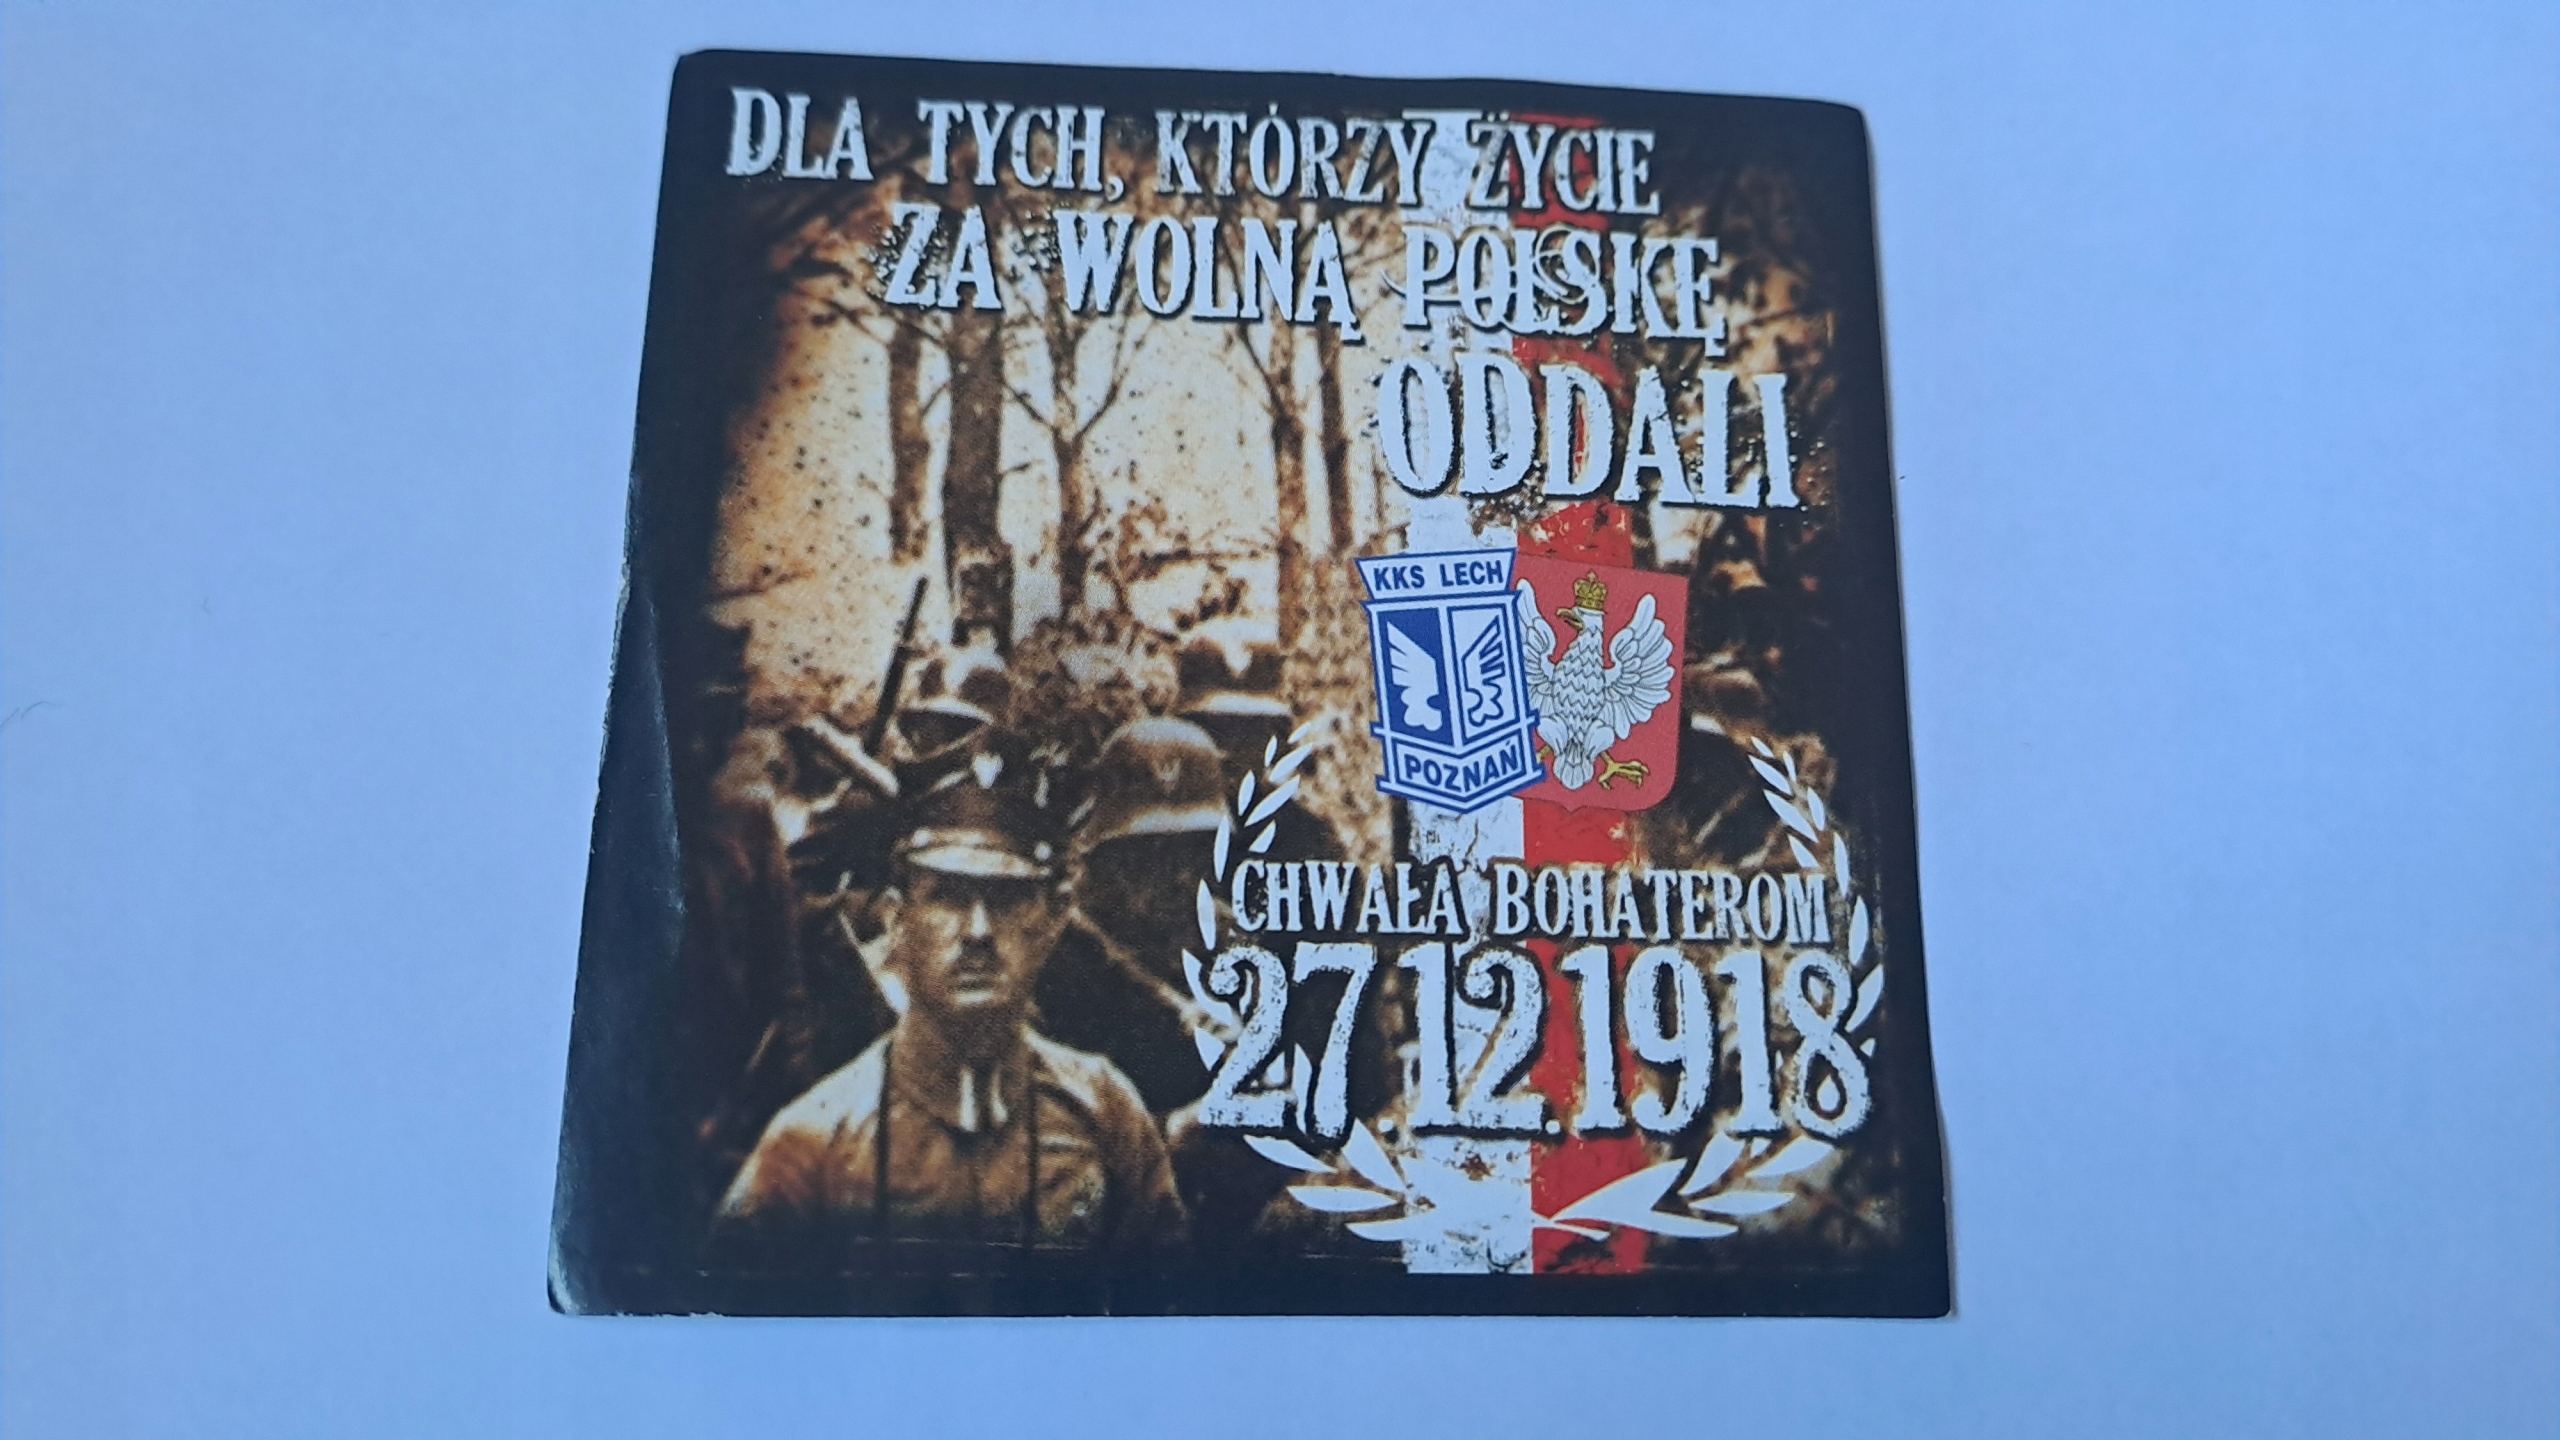 DLA TYCH, KTÓRZY ŻYCIE
ZA WOLNĄ POLSKĘ
ODDALI
KKS LECH
POZNAŃ
CHWAŁA BOHATEROM
27.12.1918